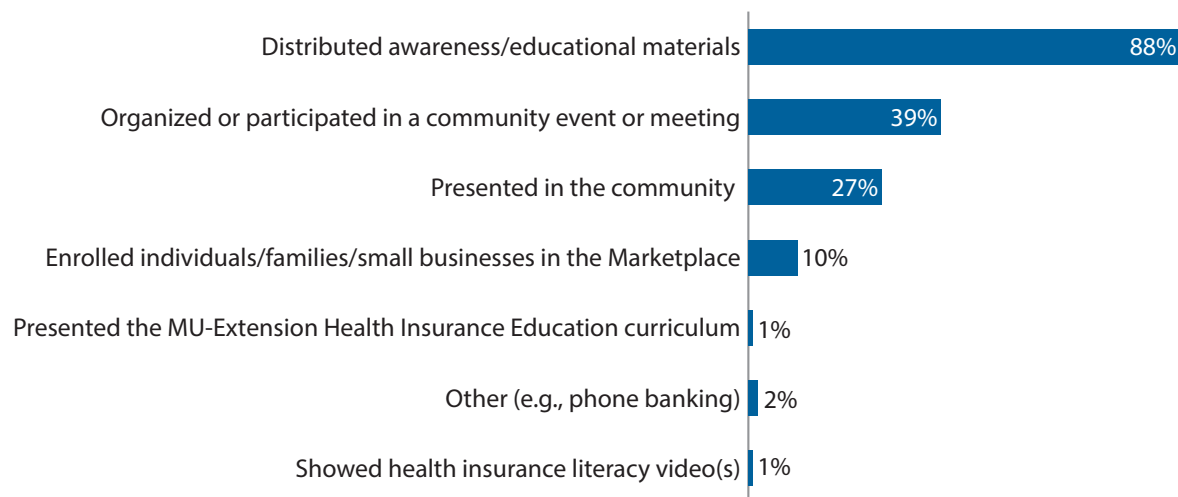 Distributed awareness/educational materials 88%
Organized or participated in a community event or meeting 39%
Presented in the community 27%
Enrolled individuals/families/small businesses in the Marketplace 10%
Presented the MU-Extension Health Insurance Education curriculum 1%
Other (e.g., phone banking) 2%
Showed health insurance literacy video(s) 1%